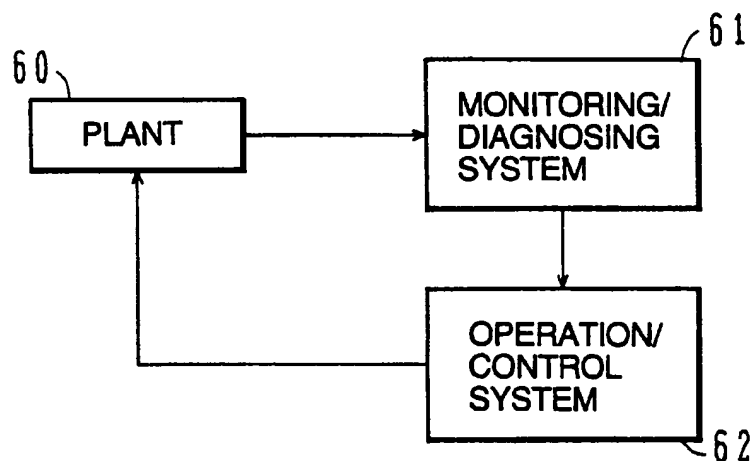 60
PLANT
61
MONITORING/
DIAGNOSING
SYSTEM
OPERATION/
CONTROL
SYSTEM
62